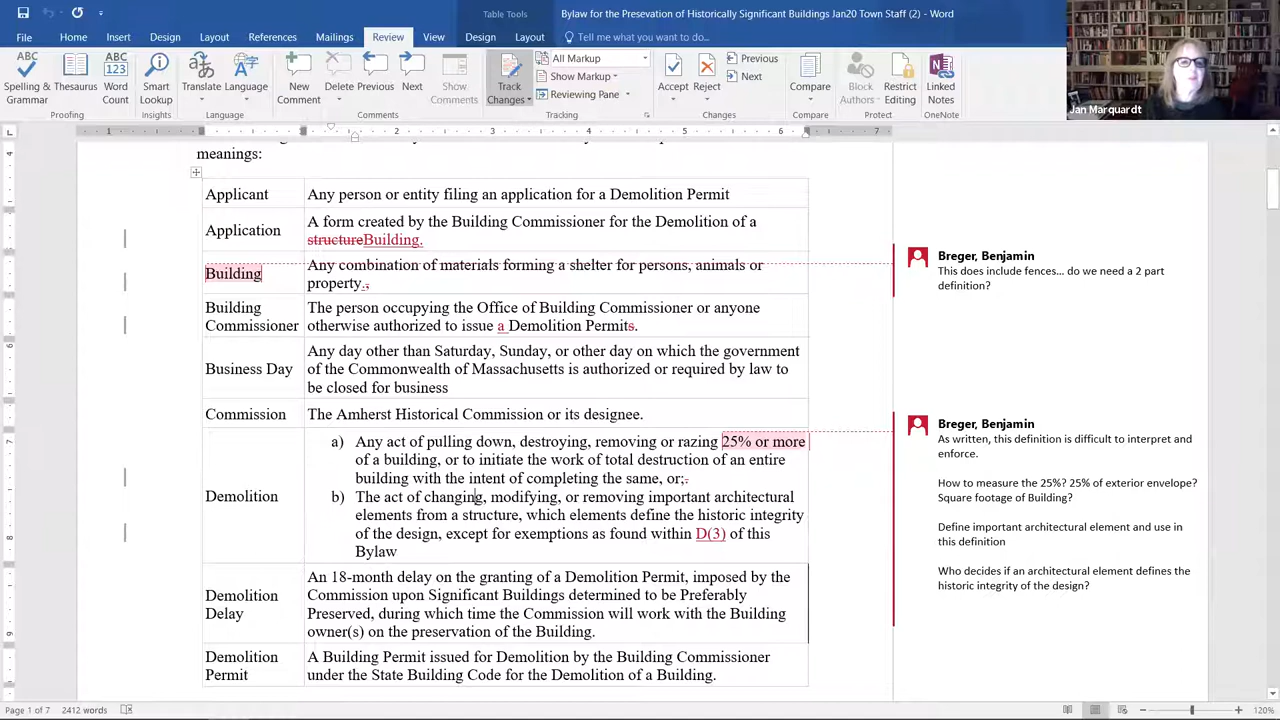 Table Tools
Bylaw for the Presevation of Historically Significant Buildings Jan20 Town Staff (2) - Word
File Home Insert Design Layout References Mailings Review View Design Layout Tell me what you want to do...
ABC Spelling & Grammar
Thesaurus
ABC 123 Word Count
Smart Lookup
Translate
Language
New Comment
Delete
Previous
Next
Show Comments
Track Changes
All Markup
Show Markup
Reviewing Pane
Accept
Reject
Previous
Next
Compare
Block Authors
Restrict Editing
Linked Notes
Proofing Insights Language Tracking Changes Compare Protect OneNote
Jan Marquardt
1 2 3 4 5 6 7
meanings:
Applicant Any person or entity filing an application for a Demolition Permit
Application A form created by the Building Commissioner for the Demolition of a
structureBuilding.
Building Any combination of materials forming a shelter for persons, animals or
property.,
Building Commissioner The person occupying the Office of Building Commissioner or anyone
otherwise authorized to issue a Demolition Permits.
Business Day Any day other than Saturday, Sunday, or other day on which the government
of the Commonwealth of Massachusetts is authorized or required by law to
be closed for business
Commission The Amherst Historical Commission or its designee.
Demolition
a) Any act of pulling down, destroying, removing or razing 25% or more
of a building, or to initiate the work of total destruction of an entire
building with the intent of completing the same, or;.
b) The act of changing, modifying, or removing important architectural
elements from a structure, which elements define the historic integrity
of the design, except for exemptions as found within D(3) of this
Bylaw
Demolition Delay An 18-month delay on the granting of a Demolition Permit, imposed by the
Commission upon Significant Buildings determined to be Preferably
Preserved, during which time the Commission will work with the Building
owner(s) on the preservation of the Building.
Demolition Permit A Building Permit issued for Demolition by the Building Commissioner
under the State Building Code for the Demolition of a Building.
Breger, Benjamin
This does include fences... do we need a 2 part
definition?
Breger, Benjamin
As written, this definition is difficult to interpret and
enforce.
How to measure the 25%? 25% of exterior envelope?
Square footage of Building?
Define important architectural element and use in
this definition
Who decides if an architectural element defines the
historic integrity of the design?
Page 1 of 7 2412 words
120%